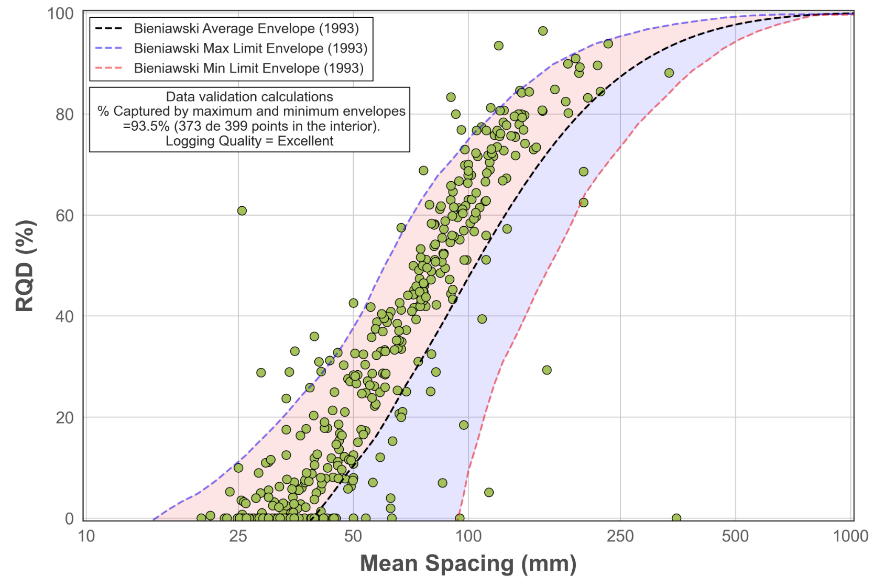 Bieniawski Average Envelope (1993)
Bieniawski Max Limit Envelope (1993)
Bieniawski Min Limit Envelope (1993)
Data validation calculations
% Captured by maximum and minimum envelopes
=93.5% (373 de 399 points in the interior).
Logging Quality = Excellent
RQD (%)
100
80
60
40
20
0
10 25 50 100 250 500 1000
Mean Spacing (mm)